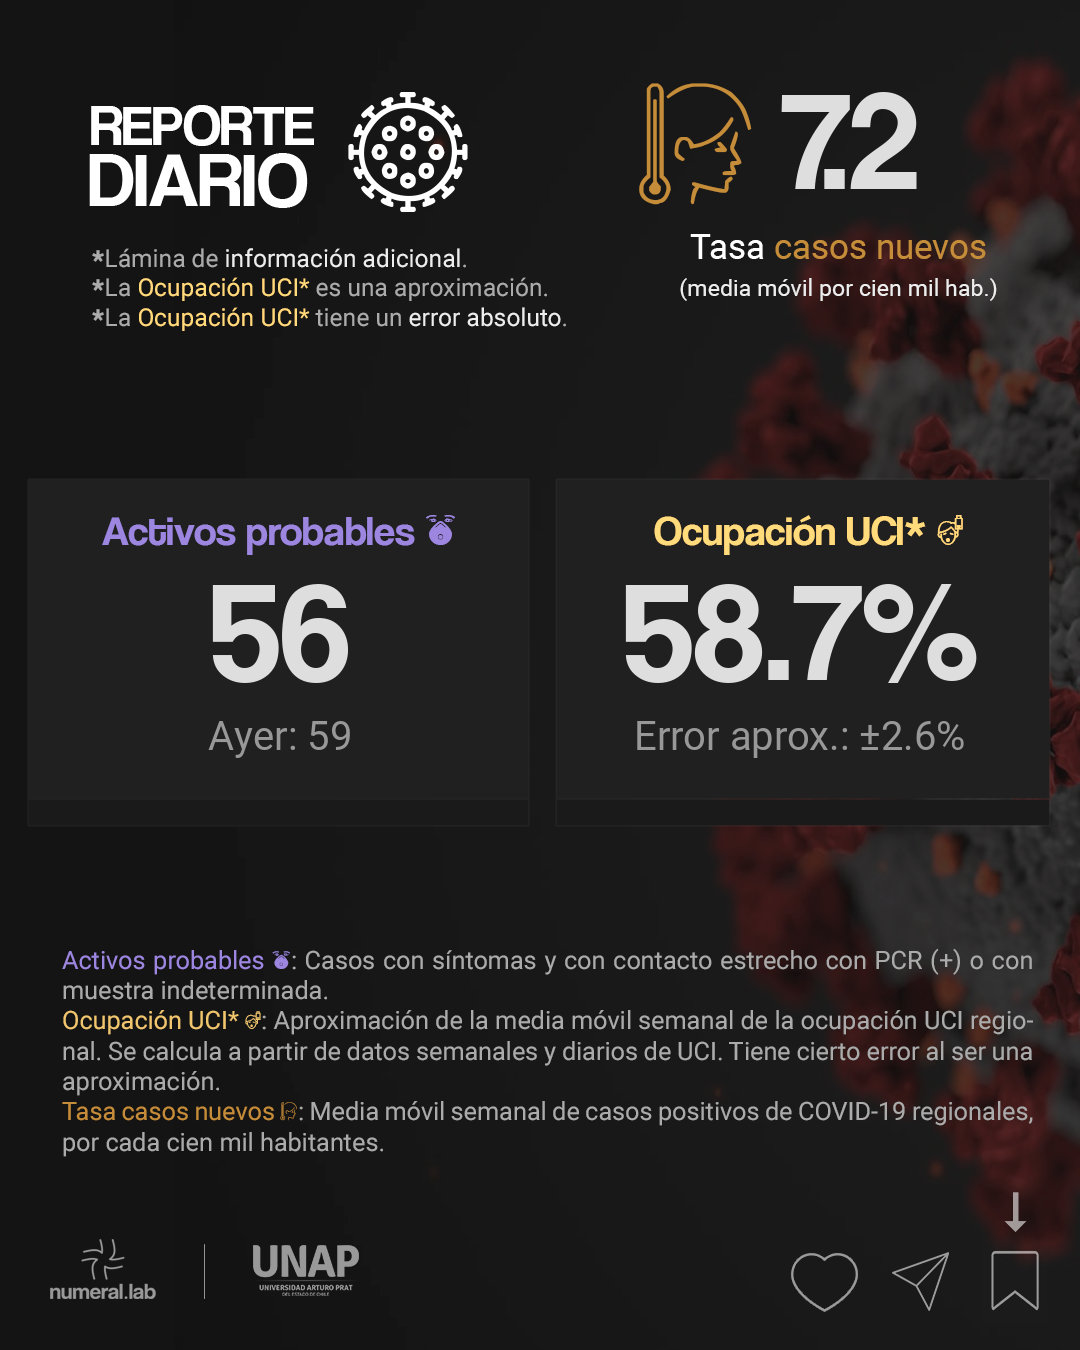 REPORTE
DIARIO
*Lámina de información adicional.
*La Ocupación UCI* es una aproximación.
*La Ocupación UCI* tiene un error absoluto.
7.2
Tasa casos nuevos
(media móvil por cien mil hab.)
Activos probables
56
Ayer: 59
Ocupación UCI*
58.7%
Error aprox.: ±2.6%
Activos probables : Casos con síntomas y con contacto estrecho con PCR (+) o con
muestra indeterminada.
Ocupación UCI* : Aproximación de la media móvil semanal de la ocupación UCI regio-
nal. Se calcula a partir de datos semanales y diarios de UCI. Tiene cierto error al ser una
aproximación.
Tasa casos nuevos : Media móvil semanal de casos positivos de COVID-19 regionales,
por cada cien mil habitantes.
numeral.lab
UNAP
UNIVERSIDAD ARTURO PRAT
DEL ESTADO DE CHILE